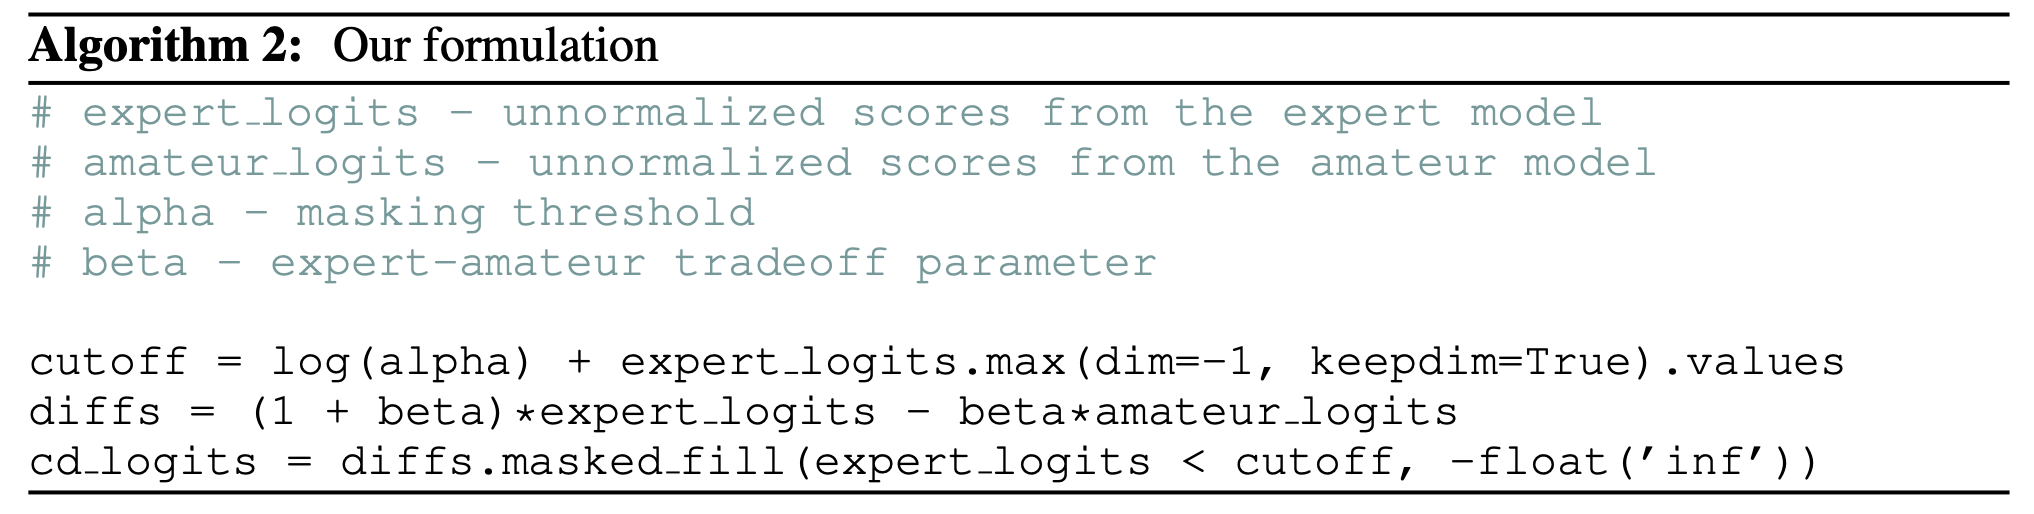 Algorithm 2: Our formulation
# expert_logits - unnormalized scores from the expert model
# amateur_logits - unnormalized scores from the amateur model
# alpha - masking threshold
# beta - expert-amateur tradeoff parameter
cutoff = log(alpha) + expert_logits.max(dim=-1, keepdim=True).values
diffs = (1 + beta)*expert_logits - beta*amateur_logits
cd_logits = diffs.masked_fill(expert_logits < cutoff, -float(’inf’))